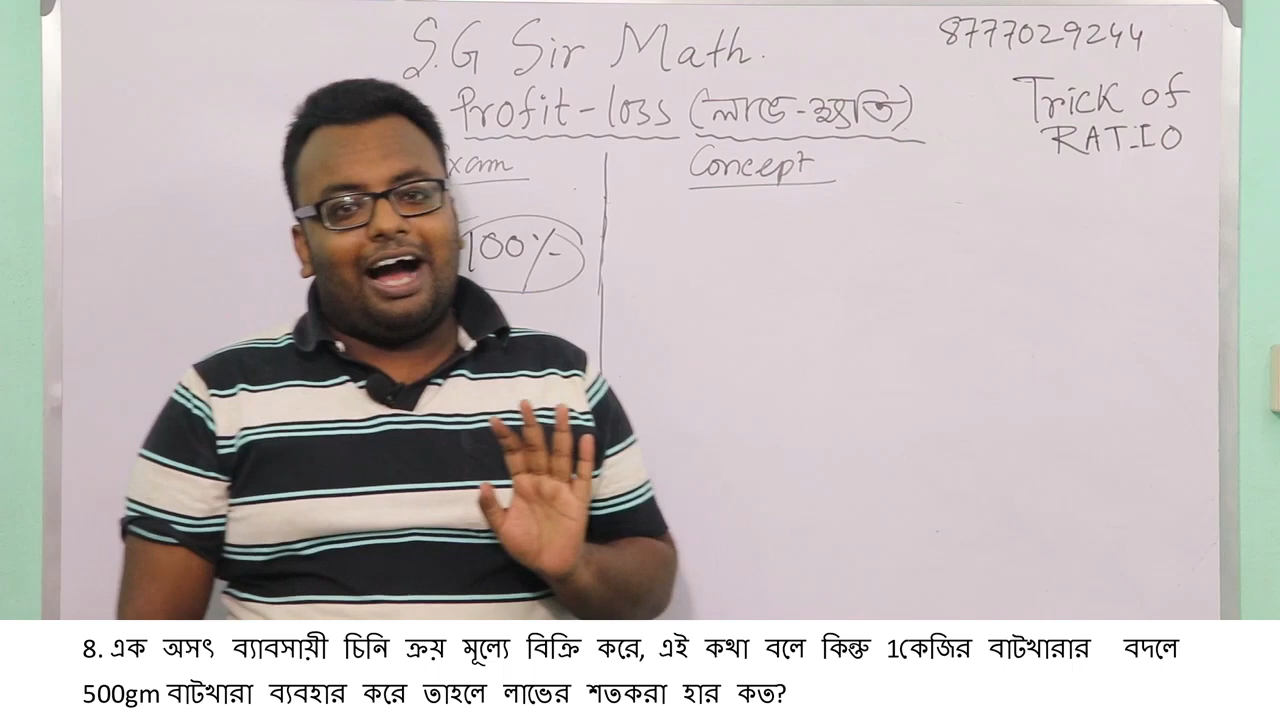 S.G Sir Math.
8777029244
Profit-loss (লাভ-ক্ষতি)
Trick of
RATIO
xam
Concept
100%
8. এক অসৎ ব্যাবসায়ী চিনি ক্রয় মূল্যে বিক্রি করে, এই কথা বলে কিন্তু 1কেজির বাটখারার বদলে
500gm বাটখারা ব্যবহার করে তাহলে লাভের শতকরা হার কত?